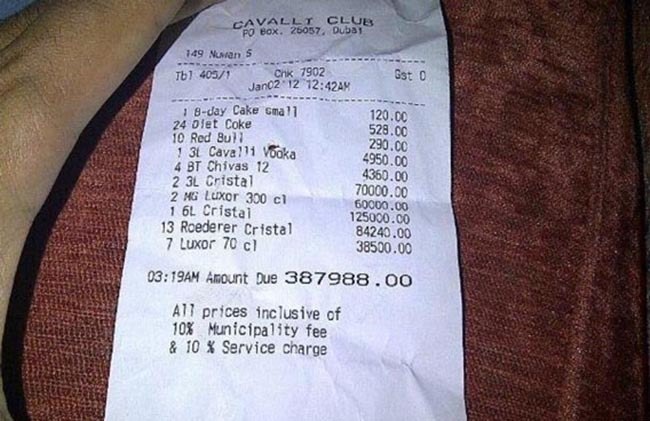 CAVALLI CLUB
PO Box. 26057, Dubai
149 Nuwan S
Tbl 405/1 Chk 7902 Gst 0
Jan02'12 12:42AM
1 B-day Cake small 120.00
24 Diet Coke 528.00
10 Red Bull 290.00
1 3L Cavalli Vodka 4950.00
4 BT Chivas 12 4360.00
2 3L Cristal 70000.00
2 MG Luxor 300 cl 60000.00
1 6L Cristal 125000.00
13 Roederer Cristal 84240.00
7 Luxor 70 cl 38500.00
03:19AM Amount Due 387988.00
All prices inclusive of
10% Municipality fee
& 10 % Service charge